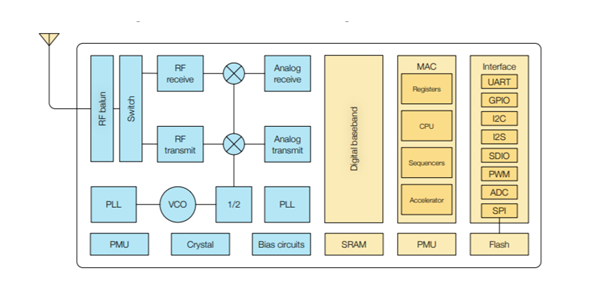 RF balun
Switch
RF
receive
Analog
receive
RF
transmit
Analog
transmit
PLL
VCO
1/2
PLL
PMU
Crystal
Bias circuits
Digital baseband
SRAM
MAC
Registers
CPU
Sequencers
Accelerator
PMU
Interface
UART
GPIO
I2C
I2S
SDIO
PWM
ADC
SPI
Flash